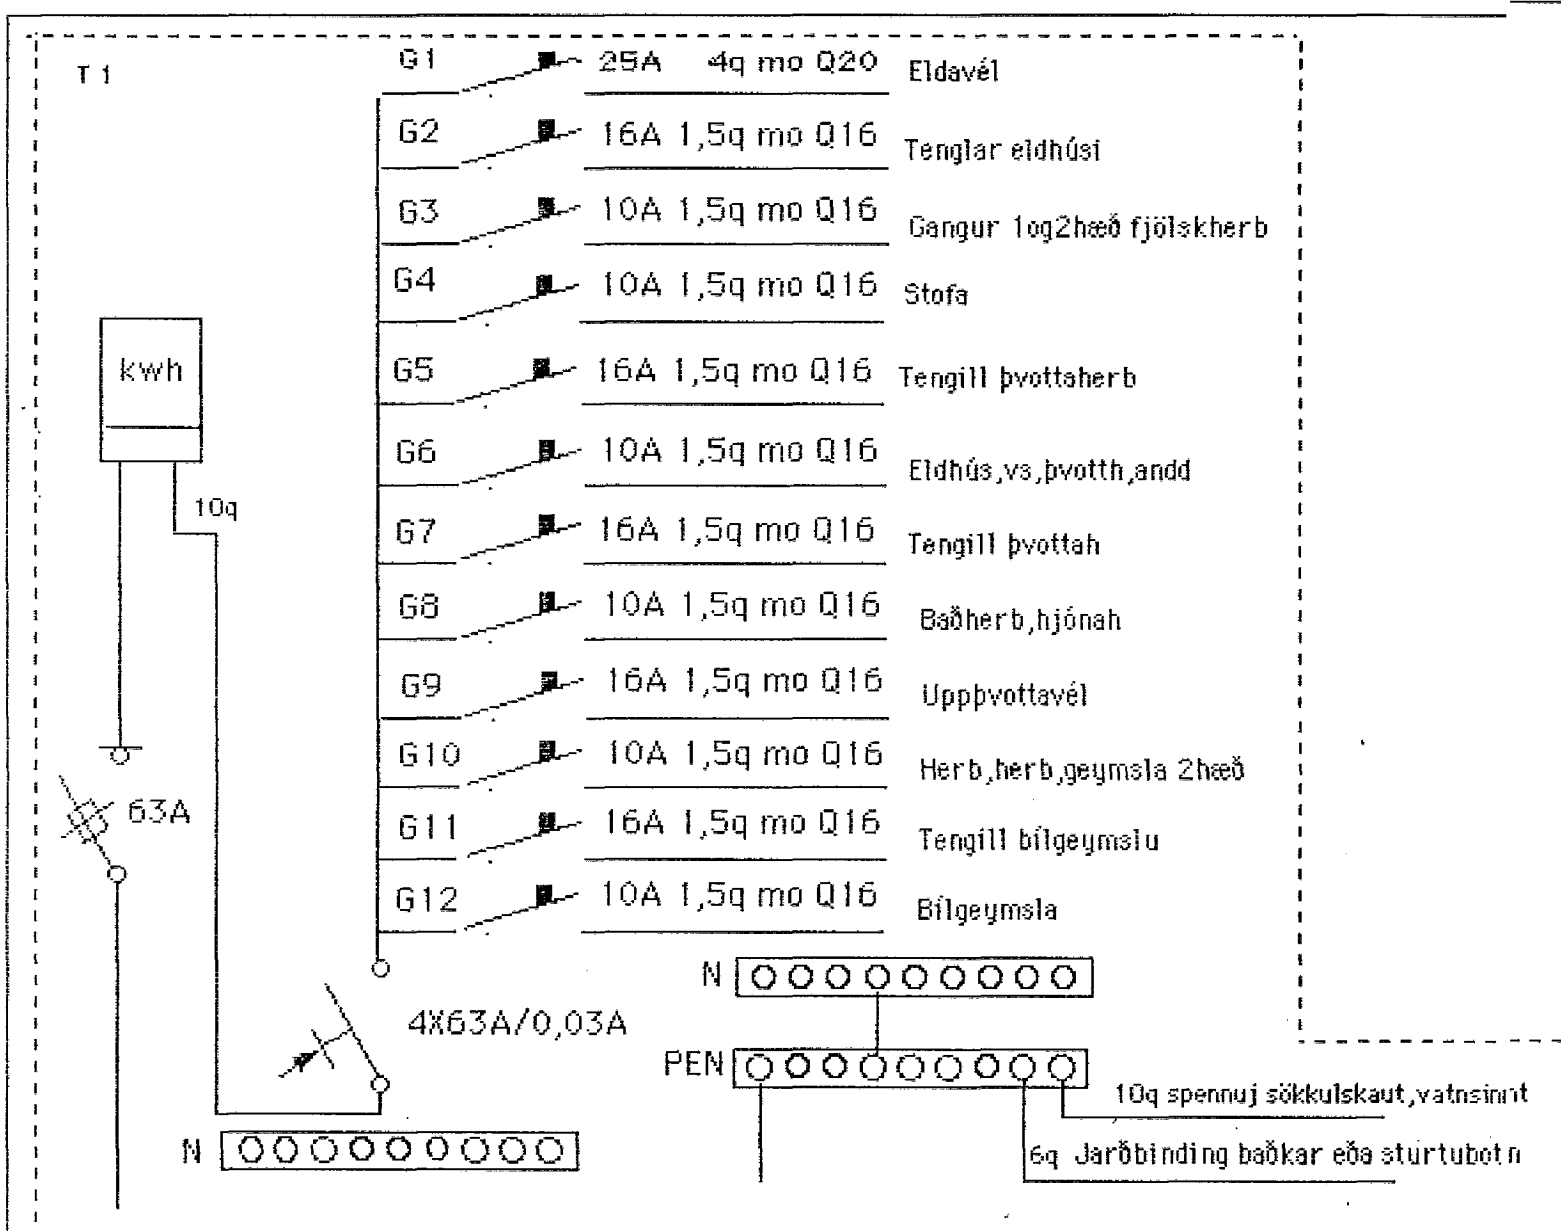 T 1
G1 25A 4q mo Q20 Eldavél
G2 16A 1,5q mo Q16 Tenglar eldhúsi
G3 10A 1,5q mo Q16 Gangur 1og2hæð fjölskherb
G4 10A 1,5q mo Q16 Stofa
kwh
G5 16A 1,5q mo Q16 Tengill þvottaherb
G6 10A 1,5q mo Q16 Eldhús,vs,þvotth,andd
10q
G7 16A 1,5q mo Q16 Tengill þvottah
G8 10A 1,5q mo Q16 Baðherb,hjónah
G9 16A 1,5q mo Q16 Uppþvottavél
G10 10A 1,5q mo Q16 Herb,herb,geymsla 2hæð
63A
G11 16A 1,5q mo Q16 Tengill bílgeymslu
G12 10A 1,5q mo Q16 Bílgeymsla
N
4X63A/0,03A
PEN
10q spennuj sökkulskaut,vatnsinnt
N
6q Jarðbinding baðkar eða sturtubotn